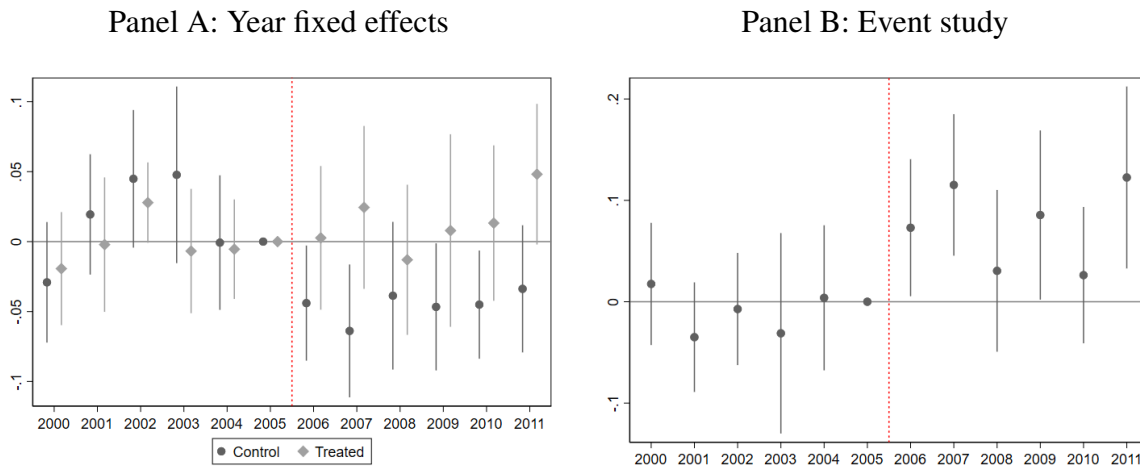 Panel A: Year fixed effects
.1
.05
0
-.05
-.1
2000 2001 2002 2003 2004 2005 2006 2007 2008 2009 2010 2011
Control Treated
Panel B: Event study
.2
.1
0
-.1
2000 2001 2002 2003 2004 2005 2006 2007 2008 2009 2010 2011